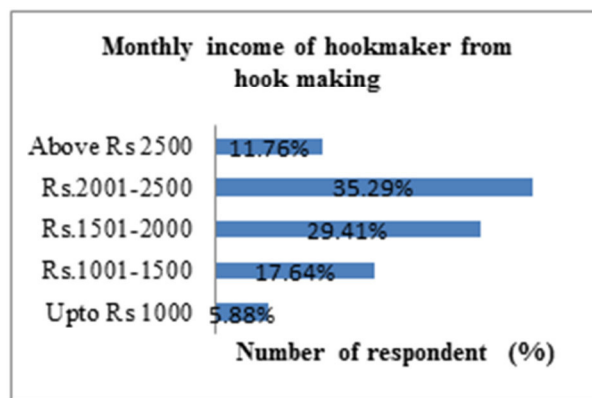 Monthly income of hookmaker from
hook making
Above Rs 2500 11.76%
Rs.2001-2500 35.29%
Rs.1501-2000 29.41%
Rs.1001-1500 17.64%
Upto Rs 1000 5.88%
Number of respondent (%)